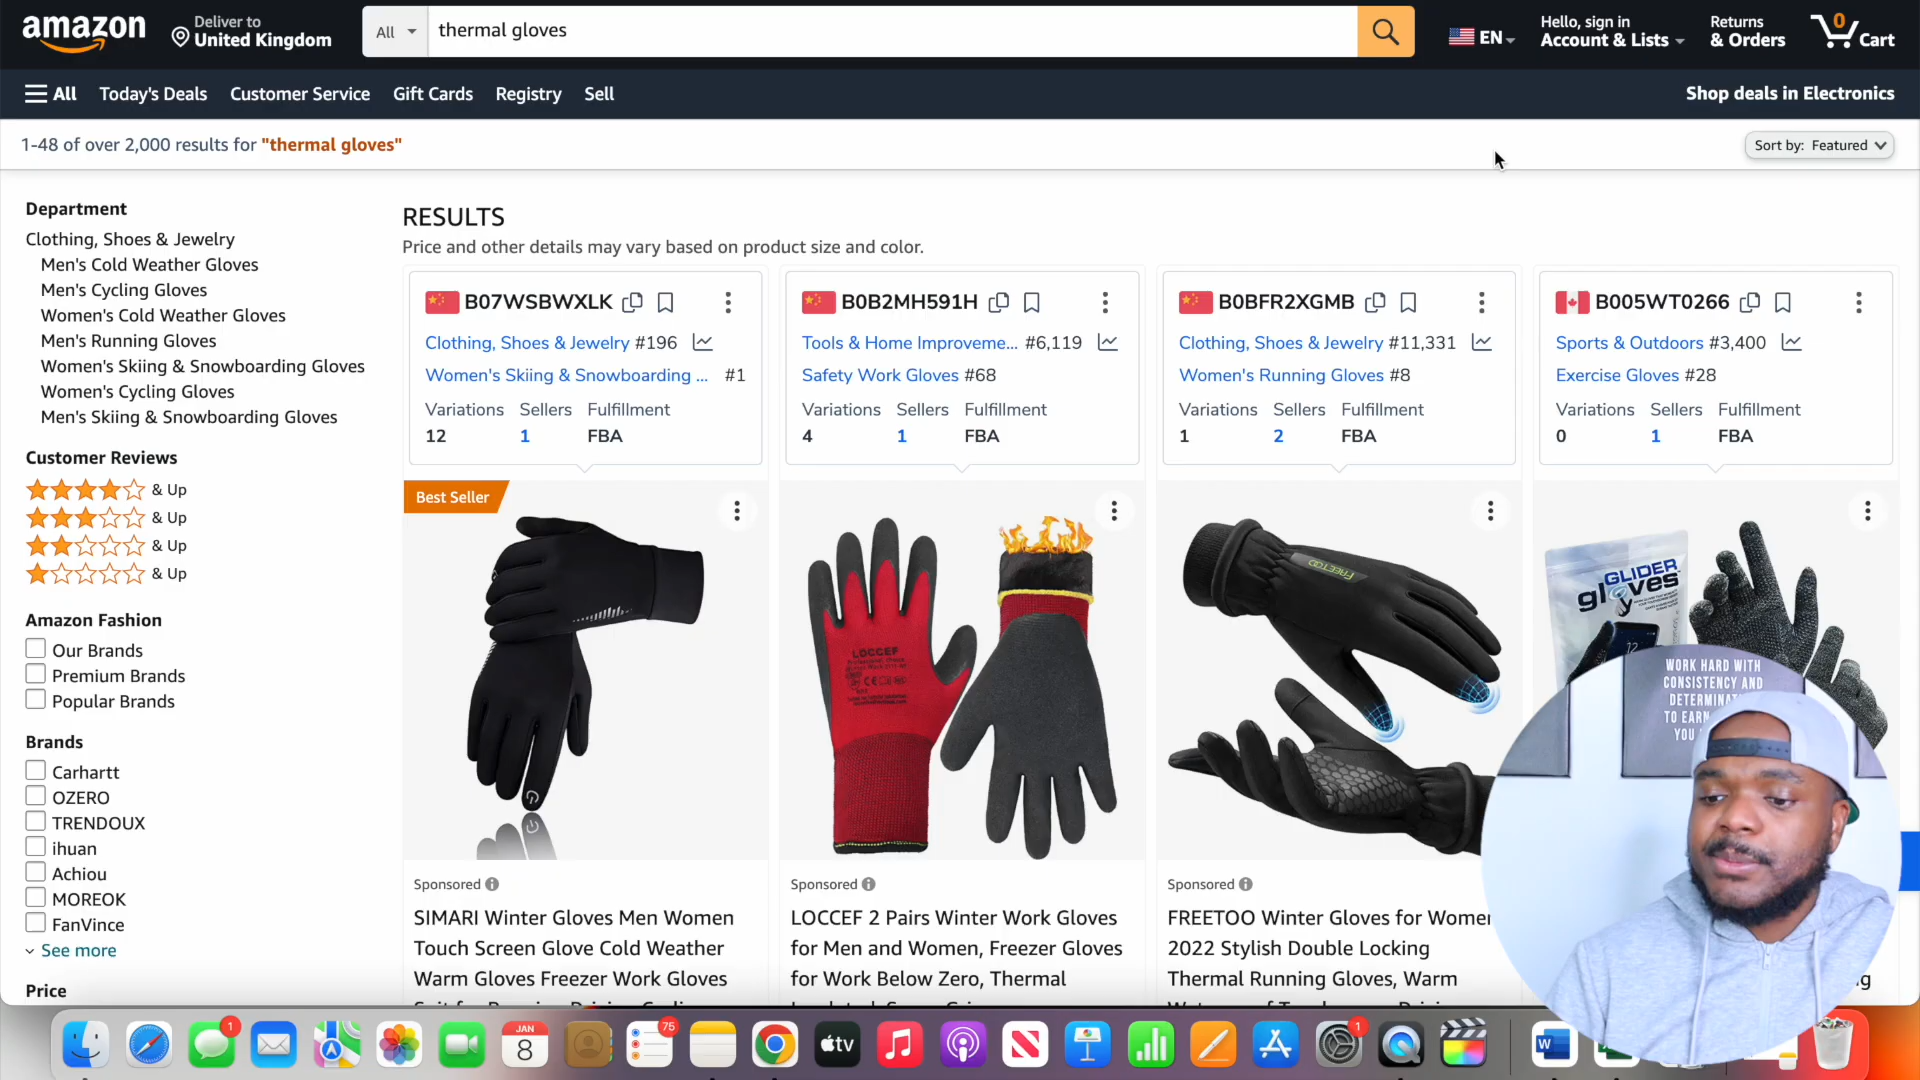 amazon
Deliver to
United Kingdom
All
thermal gloves
EN
Hello, sign in
Account & Lists
Returns
& Orders
0
Cart
All
Today's Deals
Customer Service
Gift Cards
Registry
Sell
Shop deals in Electronics
1-48 of over 2,000 results for "thermal gloves"
Sort by: Featured
Department
Clothing, Shoes & Jewelry
Men's Cold Weather Gloves
Men's Cycling Gloves
Women's Cold Weather Gloves
Men's Running Gloves
Women's Skiing & Snowboarding Gloves
Women's Cycling Gloves
Men's Skiing & Snowboarding Gloves
Customer Reviews
& Up
& Up
& Up
& Up
Amazon Fashion
Our Brands
Premium Brands
Popular Brands
Brands
Carhartt
OZERO
TRENDOUX
ihuan
Achiou
MOREOK
FanVince
See more
Price
RESULTS
Price and other details may vary based on product size and color.
B07WSBWXLK
Clothing, Shoes & Jewelry #196
Women's Skiing & Snowboarding ... #1
Variations Sellers Fulfillment
12 1 FBA
Best Seller
Sponsored
SIMARI Winter Gloves Men Women
Touch Screen Glove Cold Weather
Warm Gloves Freezer Work Gloves
B0B2MH591H
Tools & Home Improveme... #6,119
Safety Work Gloves #68
Variations Sellers Fulfillment
4 1 FBA
LOCCEF
Sponsored
LOCCEF 2 Pairs Winter Work Gloves
for Men and Women, Freezer Gloves
for Work Below Zero, Thermal
B0BFR2XGMB
Clothing, Shoes & Jewelry #11,331
Women's Running Gloves #8
Variations Sellers Fulfillment
1 2 FBA
FREETOO
Sponsored
FREETOO Winter Gloves for Women
2022 Stylish Double Locking
Thermal Running Gloves, Warm
B005WT0266
Sports & Outdoors #3,400
Exercise Gloves #28
Variations Sellers Fulfillment
0 1 FBA
GLIDER
gloves
WORK HARD WITH
CONSISTENCY AND
TO EARN
YOU
1
JAN
8
75
tv
1
W